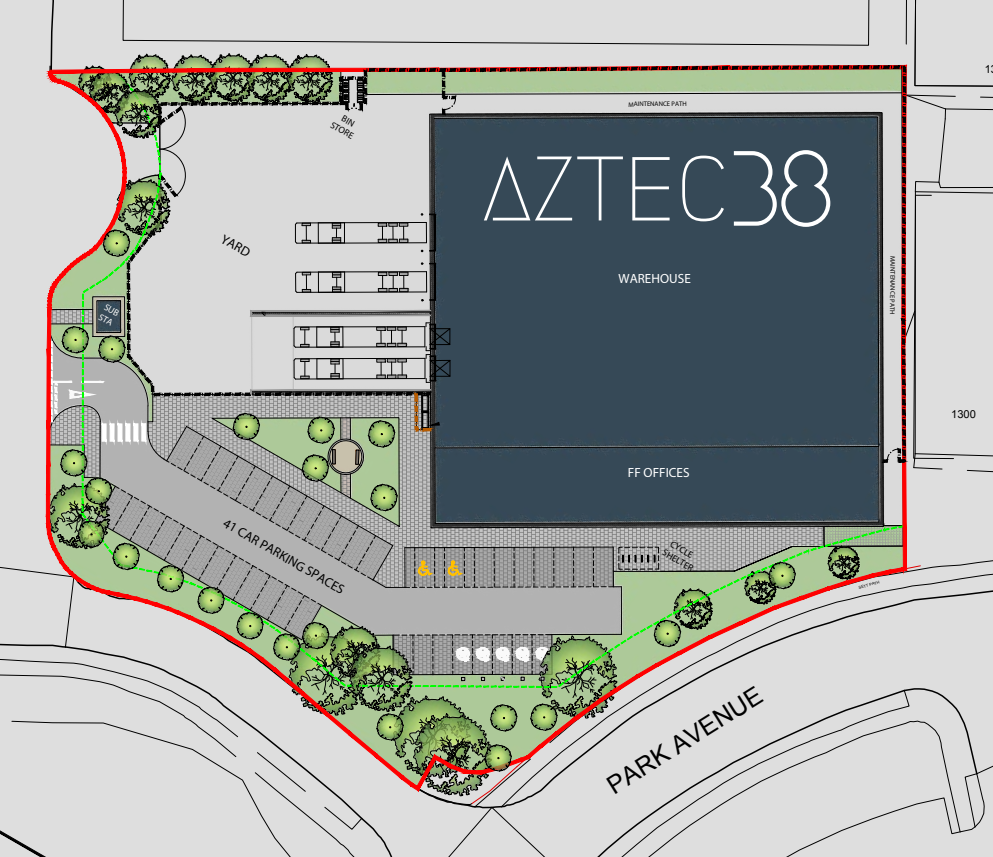 MAINTENANCE PATH
BIN
STORE
AZTEC38
YARD
WAREHOUSE
MAINTENANCE PATH
SUB
STA
1300
FF OFFICES
41 CAR PARKING SPACES
CYCLE
SHELTER
PARK AVENUE